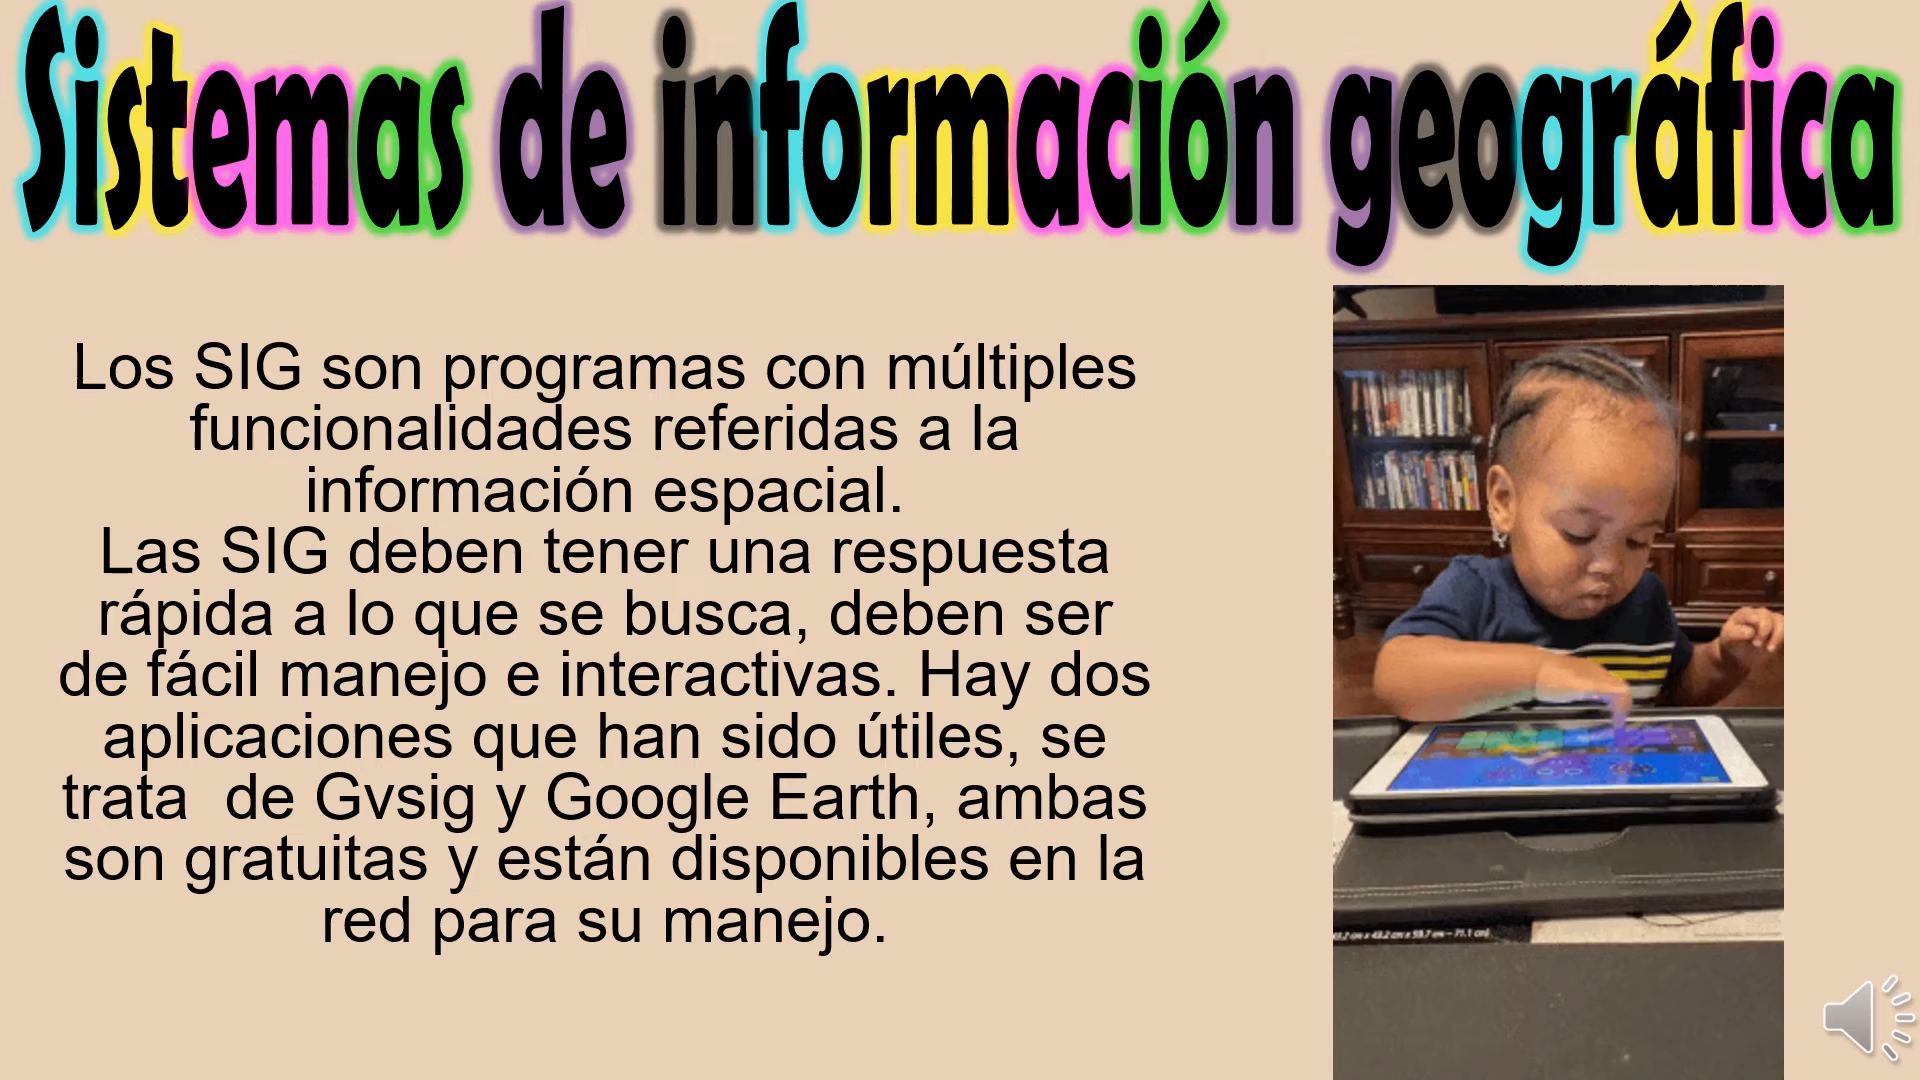 Sistemas de información geográfica
Los SIG son programas con múltiples
funcionalidades referidas a la
información espacial.
Las SIG deben tener una respuesta
rápida a lo que se busca, deben ser
de fácil manejo e interactivas. Hay dos
aplicaciones que han sido útiles, se
trata  de Gvsig y Google Earth, ambas
son gratuitas y están disponibles en la
red para su manejo.